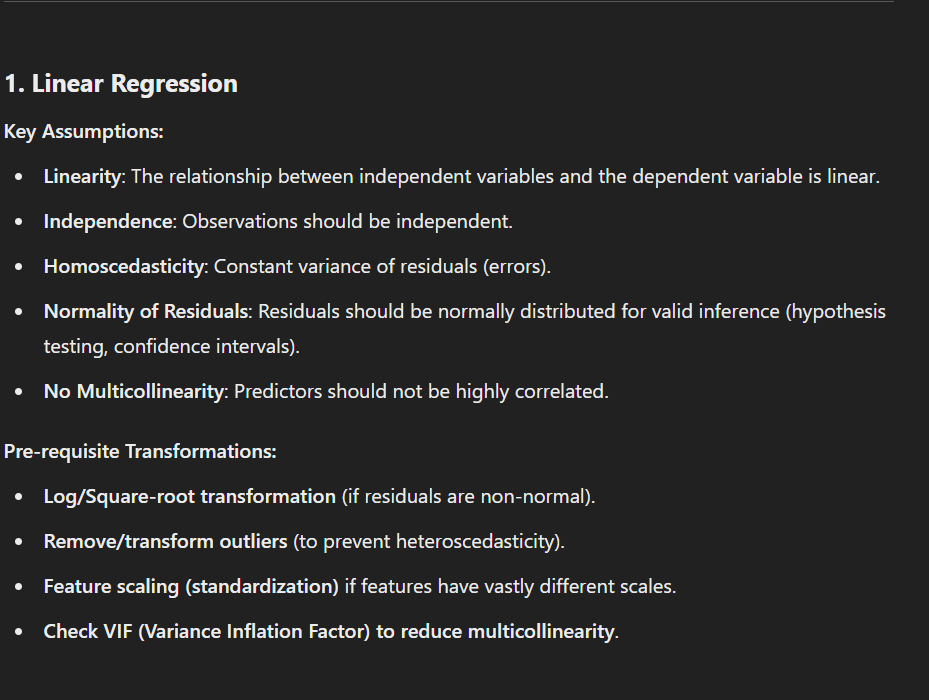 1. Linear Regression
Key Assumptions:
• Linearity: The relationship between independent variables and the dependent variable is linear.
• Independence: Observations should be independent.
• Homoscedasticity: Constant variance of residuals (errors).
• Normality of Residuals: Residuals should be normally distributed for valid inference (hypothesis
testing, confidence intervals).
• No Multicollinearity: Predictors should not be highly correlated.
Pre-requisite Transformations:
• Log/Square-root transformation (if residuals are non-normal).
• Remove/transform outliers (to prevent heteroscedasticity).
• Feature scaling (standardization) if features have vastly different scales.
• Check VIF (Variance Inflation Factor) to reduce multicollinearity.